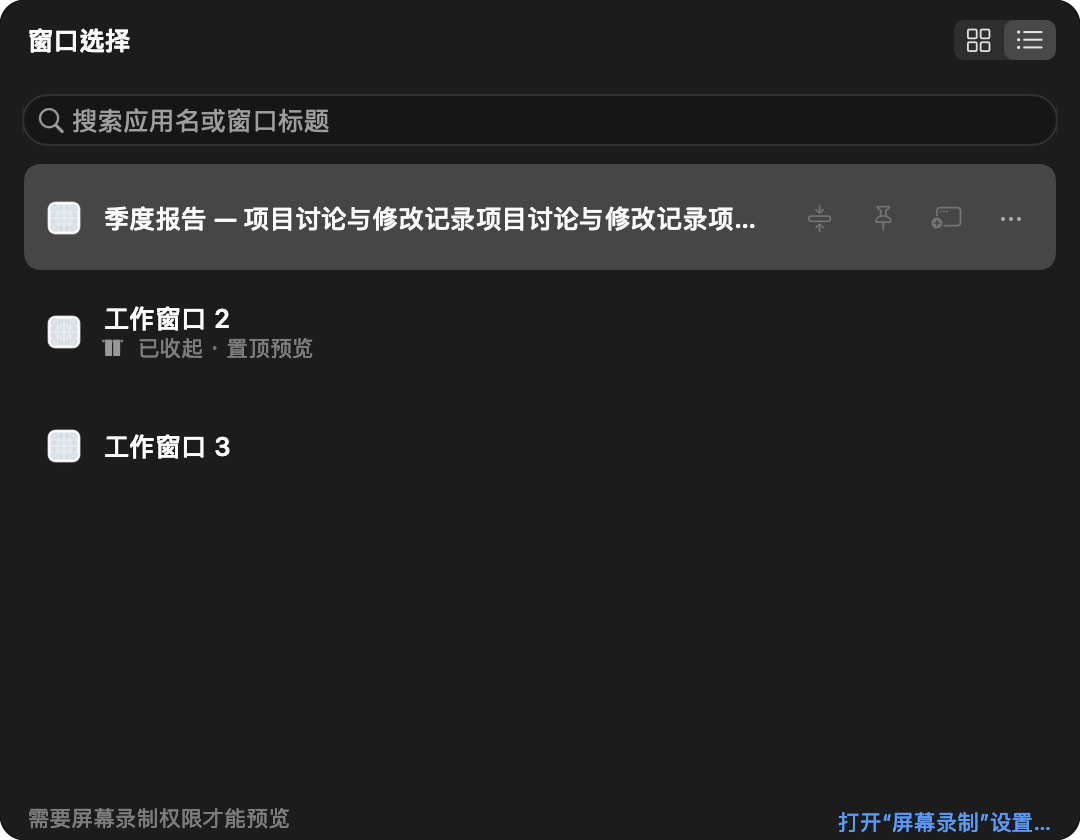 窗口选择
搜索应用名或窗口标题
季度报告 — 项目讨论与修改记录项目讨论与修改记录项...
工作窗口 2
已收起 · 置顶预览
工作窗口 3
需要屏幕录制权限才能预览
打开“屏幕录制”设置...